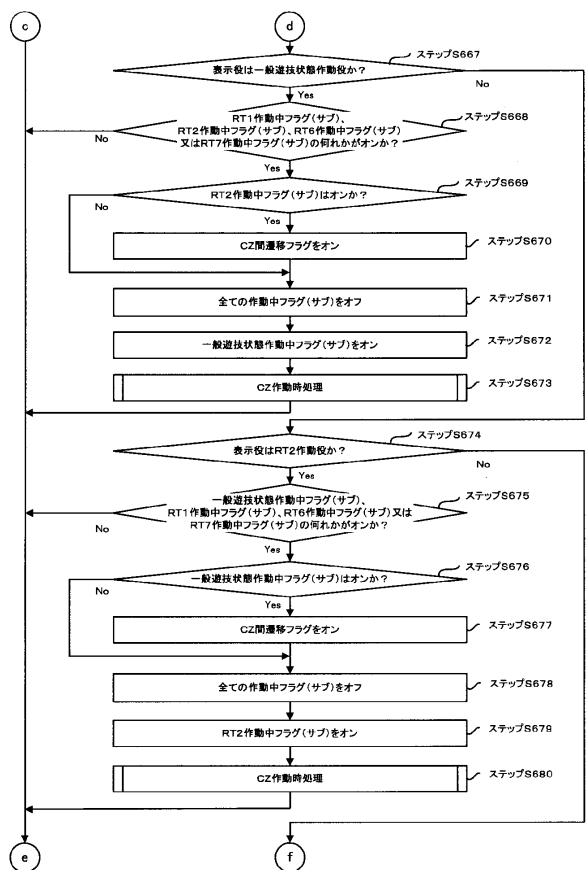 c
d
ステップS667
表示役は一般遊技状態作動役か?
No
Yes
ステップS668
RT1作動中フラグ(サブ)、
RT2作動中フラグ(サブ)、RT6作動中フラグ(サブ)
又はRT7作動中フラグ(サブ)の何れかがオンか?
No
Yes
ステップS669
RT2作動中フラグ(サブ)はオンか?
No
Yes
CZ間遷移フラグをオン
ステップS670
全ての作動中フラグ(サブ)をオフ
ステップS671
一般遊技状態作動中フラグ(サブ)をオン
ステップS672
CZ作動時処理
ステップS673
ステップS674
表示役はRT2作動役か?
No
Yes
ステップS675
一般遊技状態作動中フラグ(サブ)、
RT1作動中フラグ(サブ)、RT6作動中フラグ(サブ)又は
RT7作動中フラグ(サブ)の何れかがオンか?
No
Yes
ステップS676
一般遊技状態作動中フラグ(サブ)はオンか?
No
Yes
CZ間遷移フラグをオン
ステップS677
全ての作動中フラグ(サブ)をオフ
ステップS678
RT2作動中フラグ(サブ)をオン
ステップS679
CZ作動時処理
ステップS680
e
f